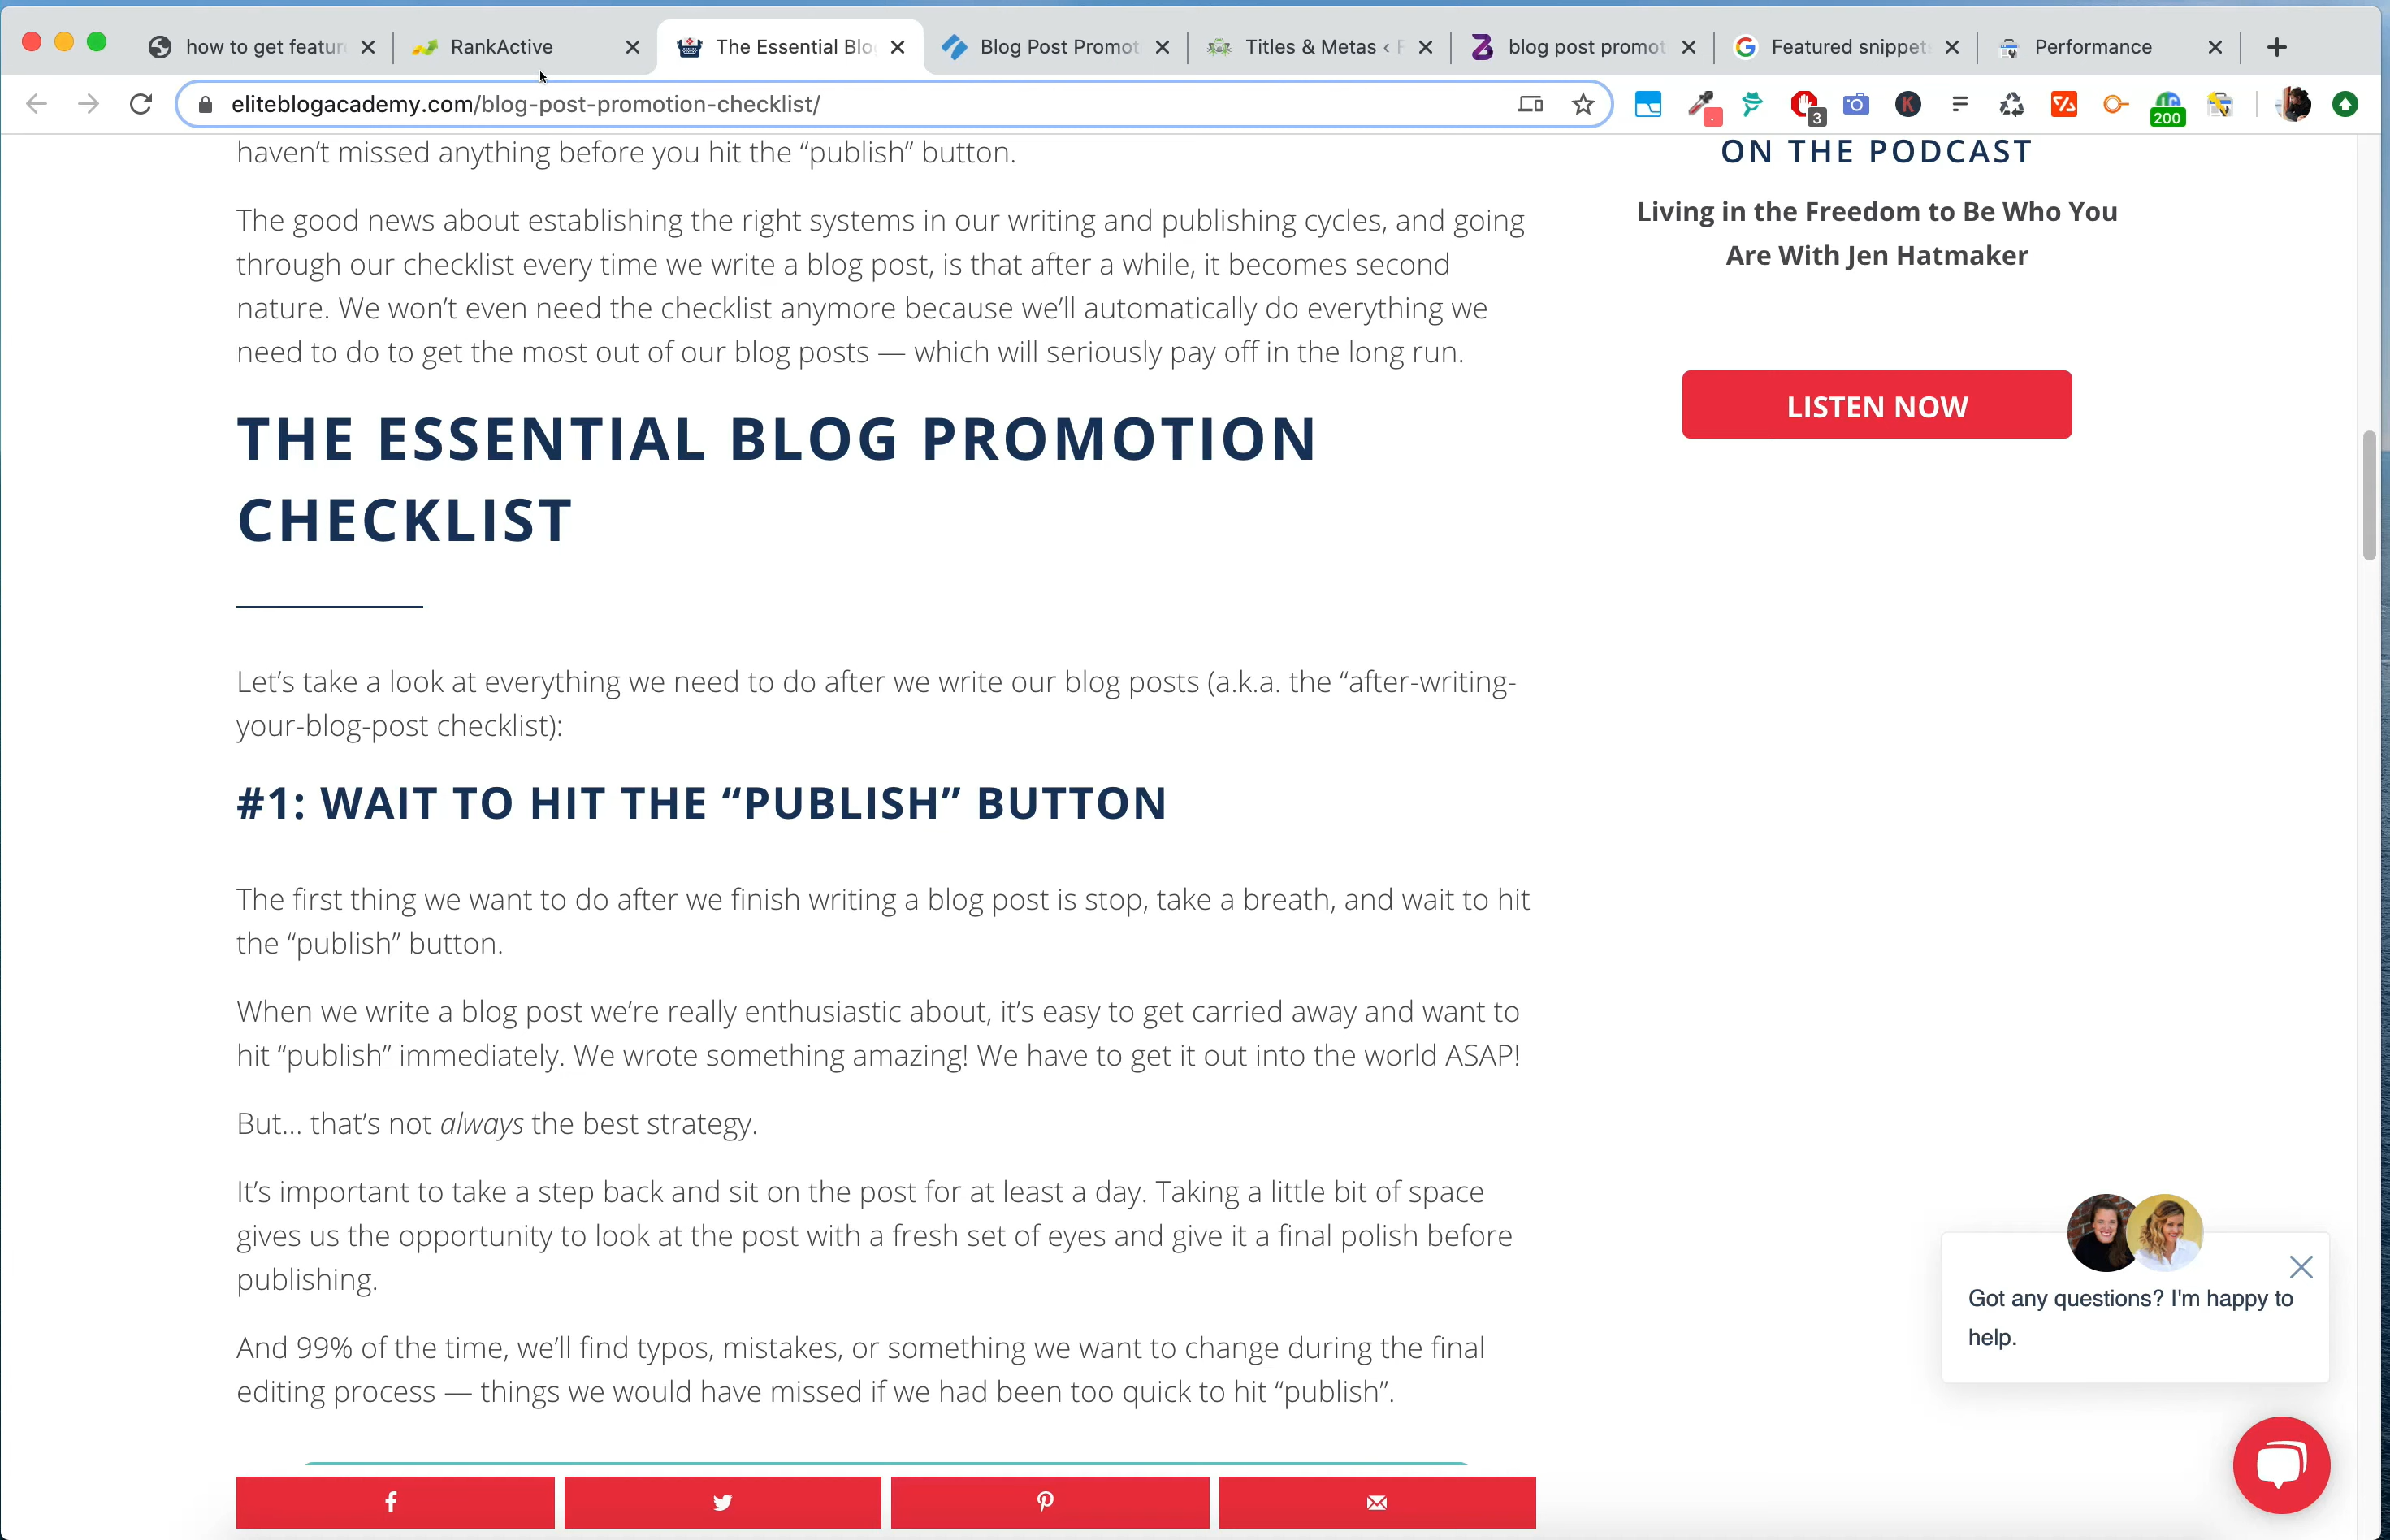 how to get featur
RankActive
The Essential Blo
Blog Post Promot
Titles & Metas ‹ F
blog post promot
Featured snippet
Performance
eliteblogacademy.com/blog-post-promotion-checklist/
3
K
200
haven’t missed anything before you hit the “publish” button.
The good news about establishing the right systems in our writing and publishing cycles, and going
through our checklist every time we write a blog post, is that after a while, it becomes second
nature. We won’t even need the checklist anymore because we’ll automatically do everything we
need to do to get the most out of our blog posts — which will seriously pay off in the long run.
THE ESSENTIAL BLOG PROMOTION
CHECKLIST
Let’s take a look at everything we need to do after we write our blog posts (a.k.a. the “after-writing-
your-blog-post checklist):
#1: WAIT TO HIT THE “PUBLISH” BUTTON
The first thing we want to do after we finish writing a blog post is stop, take a breath, and wait to hit
the “publish” button.
When we write a blog post we’re really enthusiastic about, it’s easy to get carried away and want to
hit “publish” immediately. We wrote something amazing! We have to get it out into the world ASAP!
But... that’s not always the best strategy.
It’s important to take a step back and sit on the post for at least a day. Taking a little bit of space
gives us the opportunity to look at the post with a fresh set of eyes and give it a final polish before
publishing.
And 99% of the time, we’ll find typos, mistakes, or something we want to change during the final
editing process — things we would have missed if we had been too quick to hit “publish”.
ON THE PODCAST
Living in the Freedom to Be Who You
Are With Jen Hatmaker
LISTEN NOW
Got any questions? I'm happy to
help.